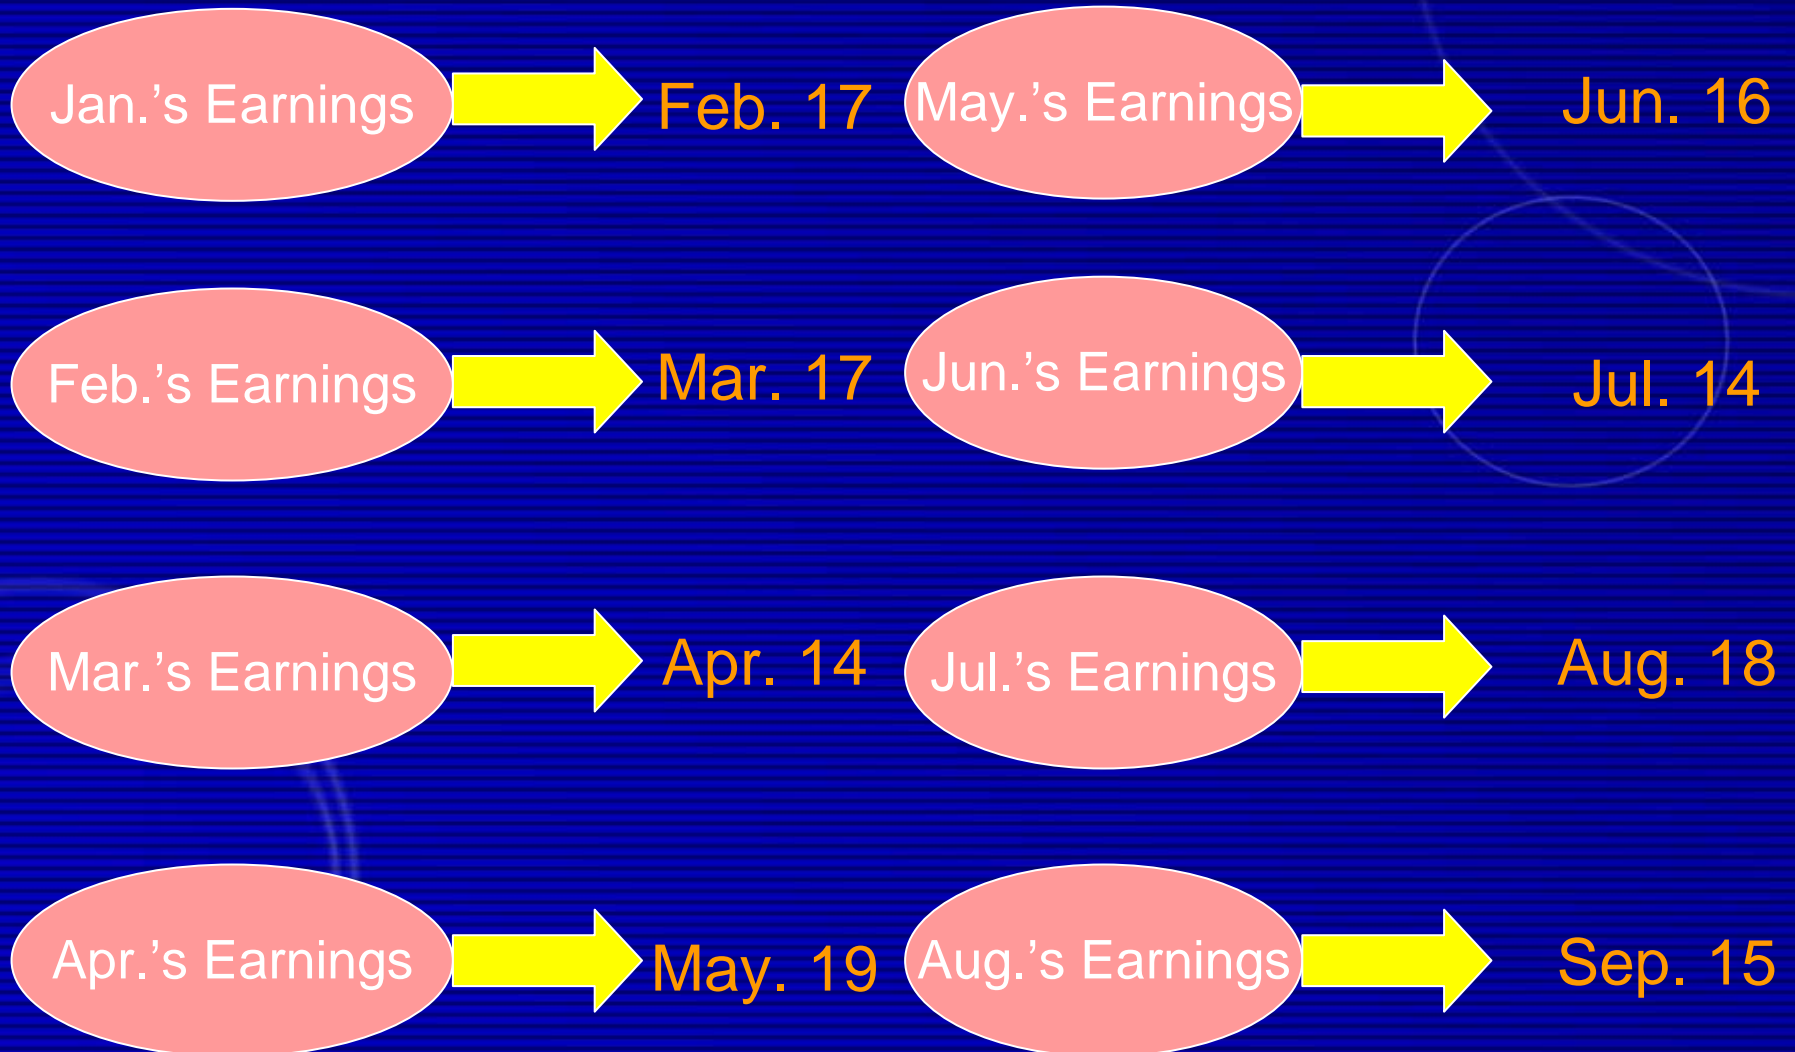 Jan.’s Earnings
Feb. 17
May.’s Earnings
Jun. 16
Feb.’s Earnings
Mar. 17
Jun.’s Earnings
Jul. 14
Mar.’s Earnings
Apr. 14
Jul.’s Earnings
Aug. 18
Apr.’s Earnings
May. 19
Aug.’s Earnings
Sep. 15